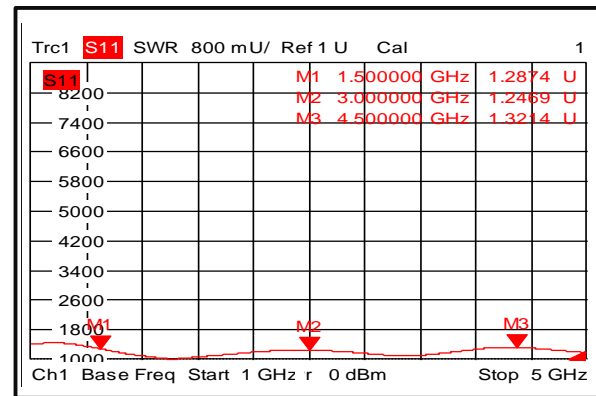 Trc1 S11 SWR 800 mU/ Ref 1 U Cal 1
S11
M1 1.500000 GHz 1.2874 U
8200
M2 3.000000 GHz 1.2469 U
M3 4.500000 GHz 1.3214 U
7400
6600
5800
5000
4200
3400
2600
1800
M1 M2 M3
1000
Ch1 Base Freq Start 1 GHz r 0 dBm Stop 5 GHz